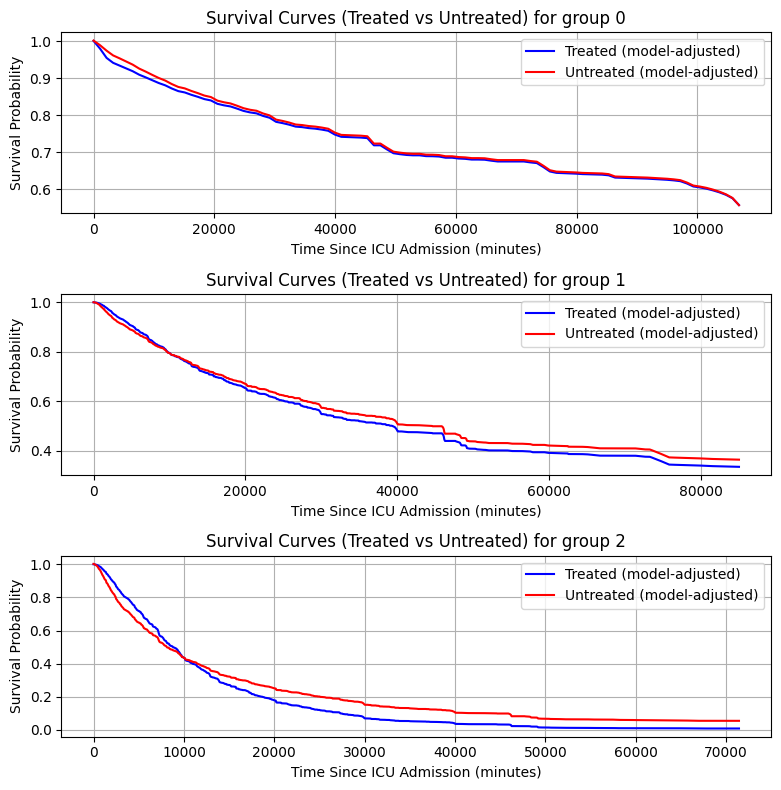 Survival Curves (Treated vs Untreated) for group 0
Survival Probability
1.0
0.9
0.8
0.7
0.6
Treated (model-adjusted)
Untreated (model-adjusted)
0 20000 40000 60000 80000 100000
Time Since ICU Admission (minutes)
Survival Curves (Treated vs Untreated) for group 1
Survival Probability
1.0
0.8
0.6
0.4
Treated (model-adjusted)
Untreated (model-adjusted)
0 20000 40000 60000 80000
Time Since ICU Admission (minutes)
Survival Curves (Treated vs Untreated) for group 2
Survival Probability
1.0
0.8
0.6
0.4
0.2
0.0
Treated (model-adjusted)
Untreated (model-adjusted)
0 10000 20000 30000 40000 50000 60000 70000
Time Since ICU Admission (minutes)